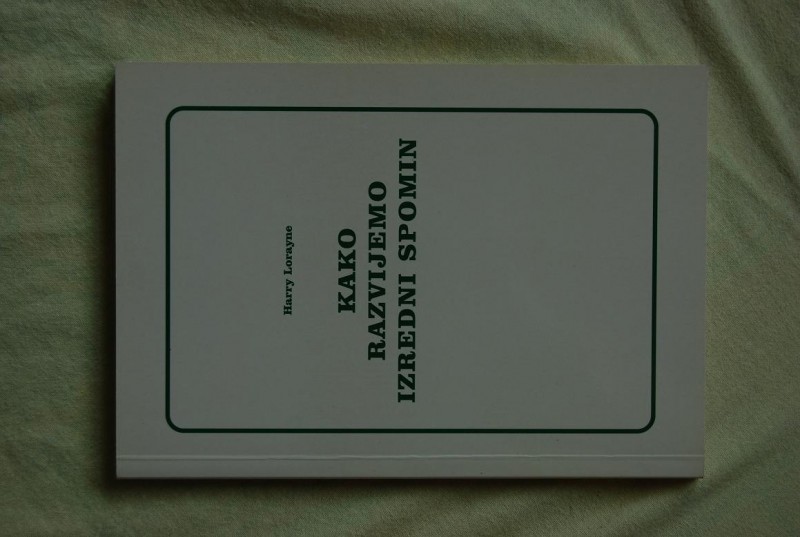 Harry Lorayne
KAKO
RAZVIJEMO
IZREDNI SPOMIN